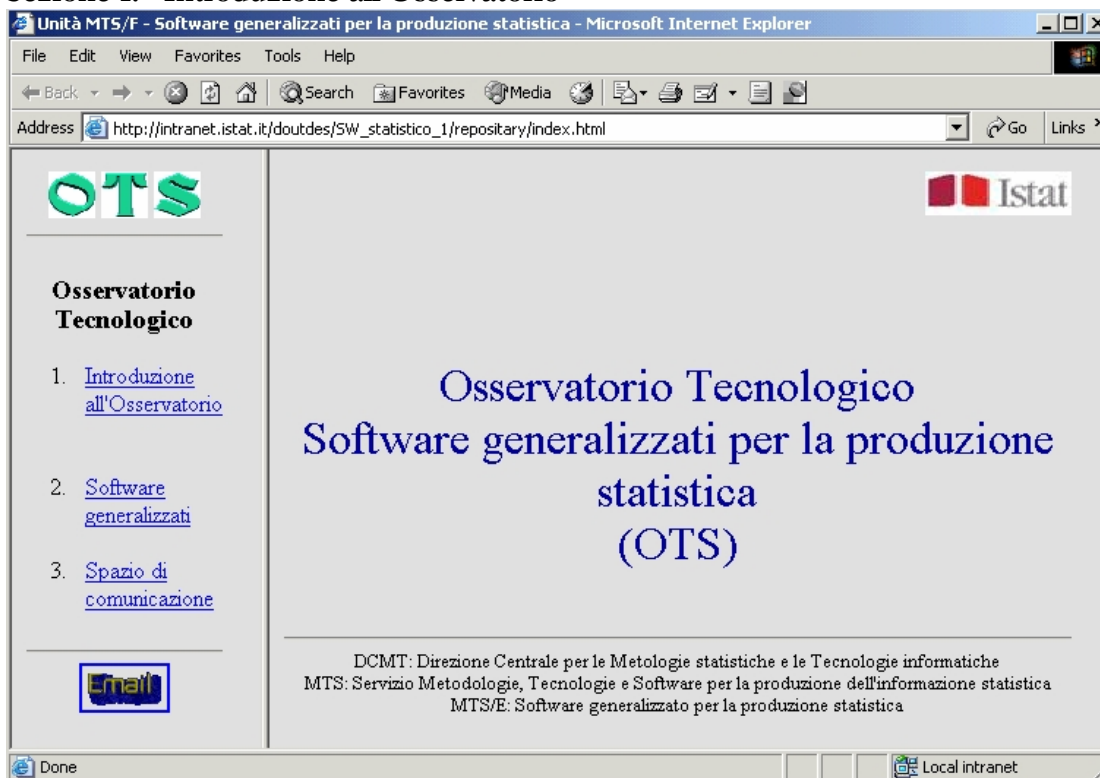 Sezione 1. Introduzione all'Osservatorio
Unità MTS/F - Software generalizzati per la produzione statistica - Microsoft Internet Explorer
File Edit View Favorites Tools Help
Back Search Favorites Media
Address http://intranet.istat.it/doutdes/SW_statistico_1/repositary/index.html Go Links
OTS
Istat
Osservatorio
Tecnologico
1. Introduzione
all'Osservatorio
2. Software
generalizzati
3. Spazio di
comunicazione
Email
Osservatorio Tecnologico
Software generalizzati per la produzione
statistica
(OTS)
DCMT: Direzione Centrale per le Metologie statistiche e le Tecnologie informatiche
MTS: Servizio Metodologie, Tecnologie e Software per la produzione dell'informazione statistica
MTS/E: Software generalizzato per la produzione statistica
Done Local intranet